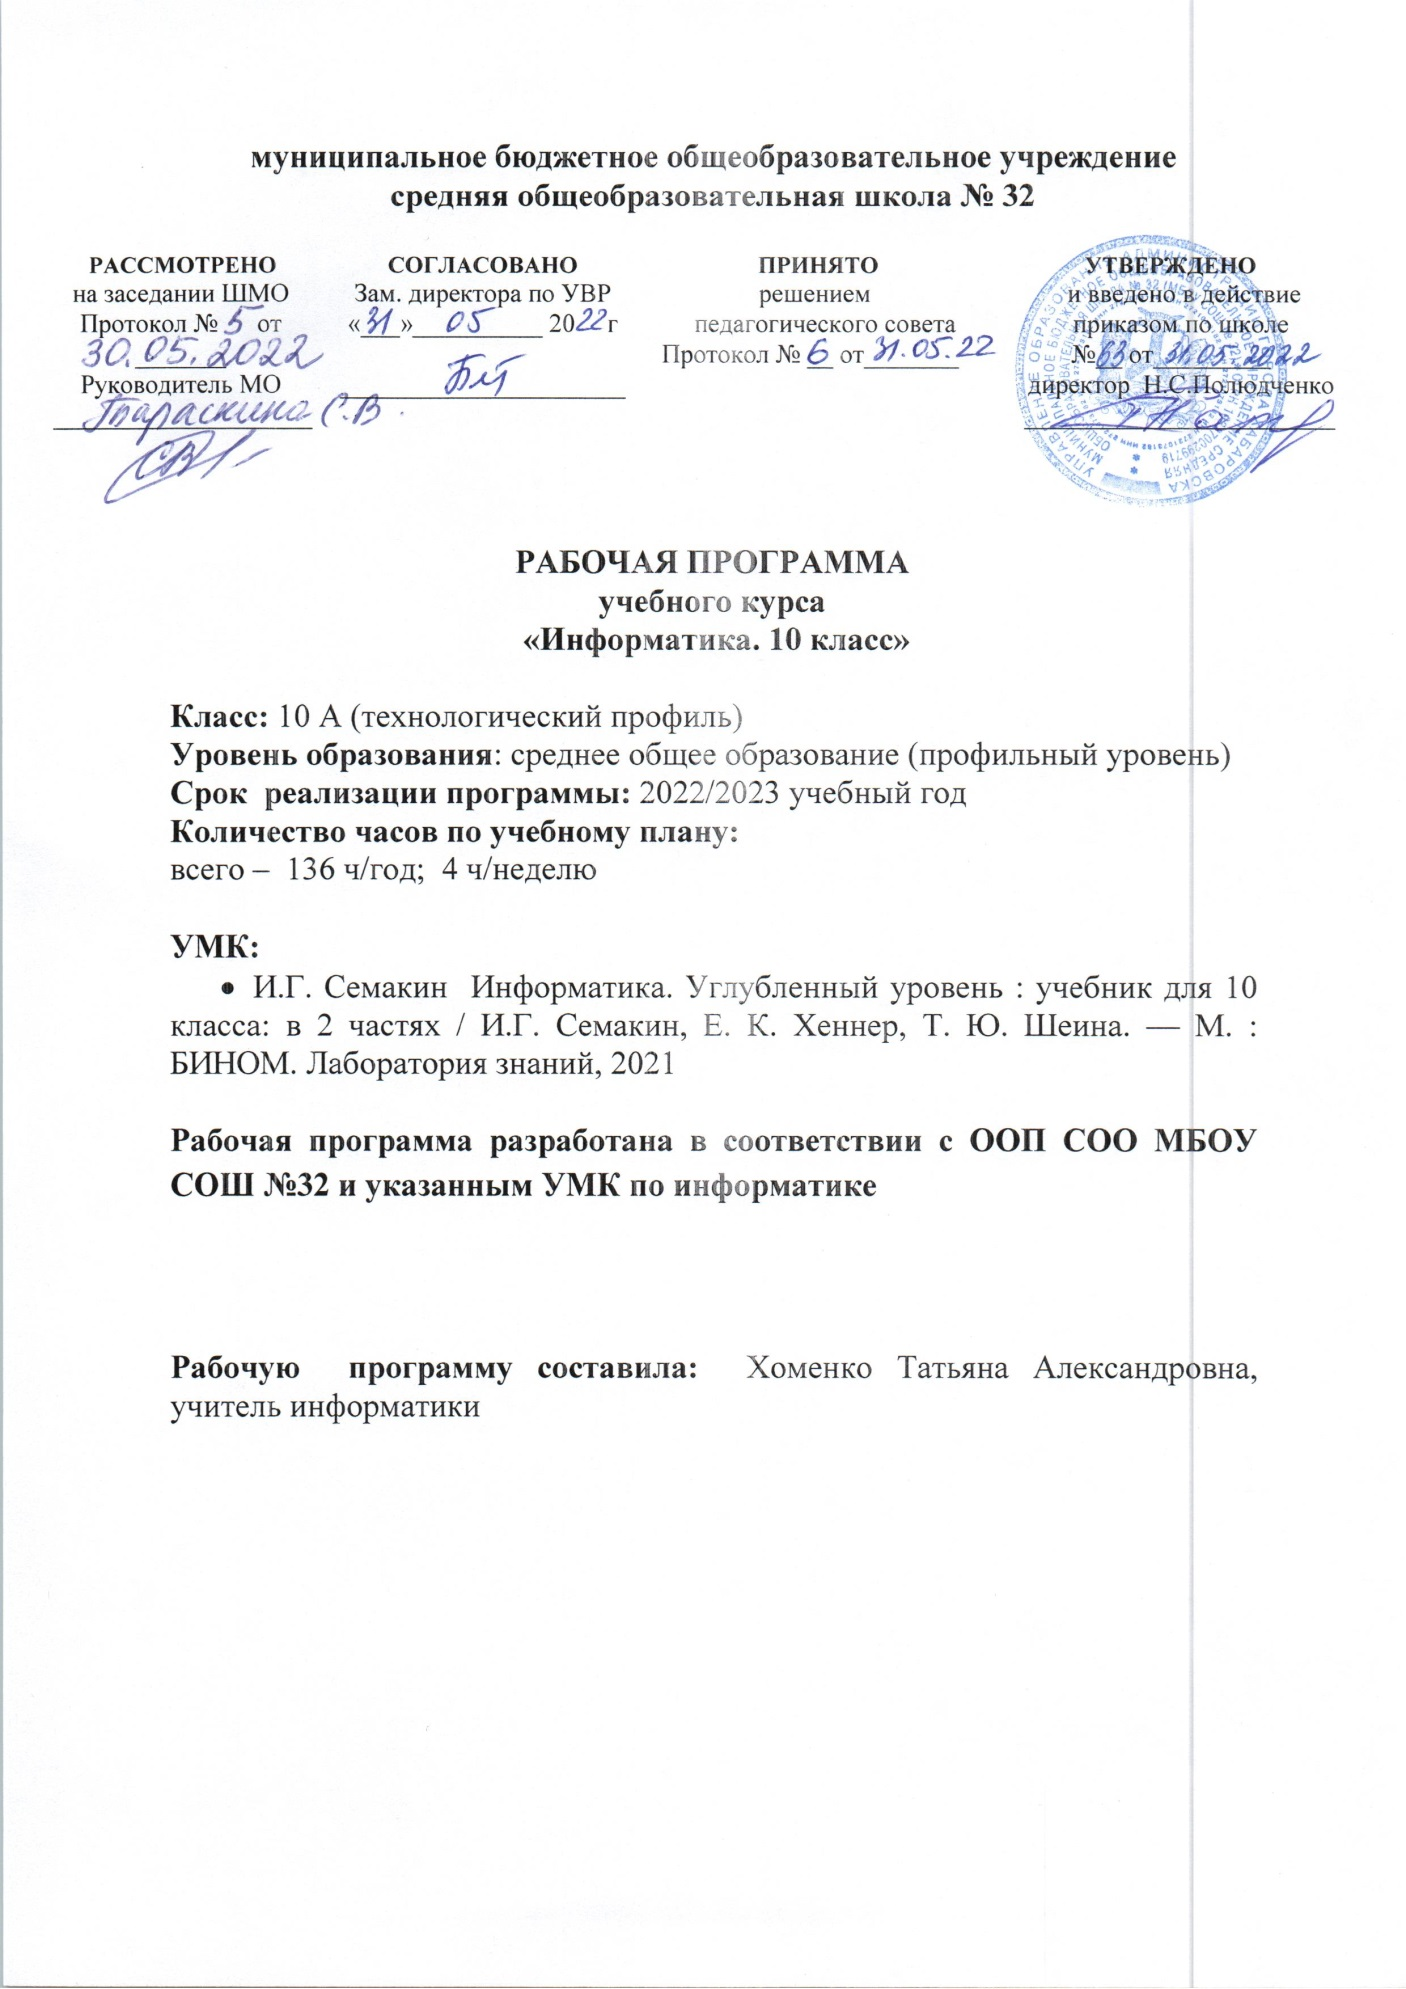 муниципальное бюджетное общеобразовательное учреждение
средняя общеобразовательная школа № 32
РАССМОТРЕНО
на заседании ШМО
Протокол № 5 от
30.05.2022
Руководитель МО
Тараскина С.В.
СОГЛАСОВАНО
Зам. директора по УВР
«31» 05 2022г
ПРИНЯТО
решением
педагогического совета
Протокол № 6 от 31.05.22
УТВЕРЖДЕНО
и введено в действие
приказом по школе
№63 от 31.05.2022
директор Н.С.Полюдченко
РАБОЧАЯ ПРОГРАММА
учебного курса
«Информатика. 10 класс»
Класс: 10 А (технологический профиль)
Уровень образования: среднее общее образование (профильный уровень)
Срок реализации программы: 2022/2023 учебный год
Количество часов по учебному плану:
всего – 136 ч/год; 4 ч/неделю
УМК:
• И.Г. Семакин Информатика. Углубленный уровень : учебник для 10
класса: в 2 частях / И.Г. Семакин, Е. К. Хеннер, Т. Ю. Шеина. — М. :
БИНОМ. Лаборатория знаний, 2021
Рабочая программа разработана в соответствии с ООП СОО МБОУ
СОШ №32 и указанным УМК по информатике
Рабочую программу составила: Хоменко Татьяна Александровна,
учитель информатики